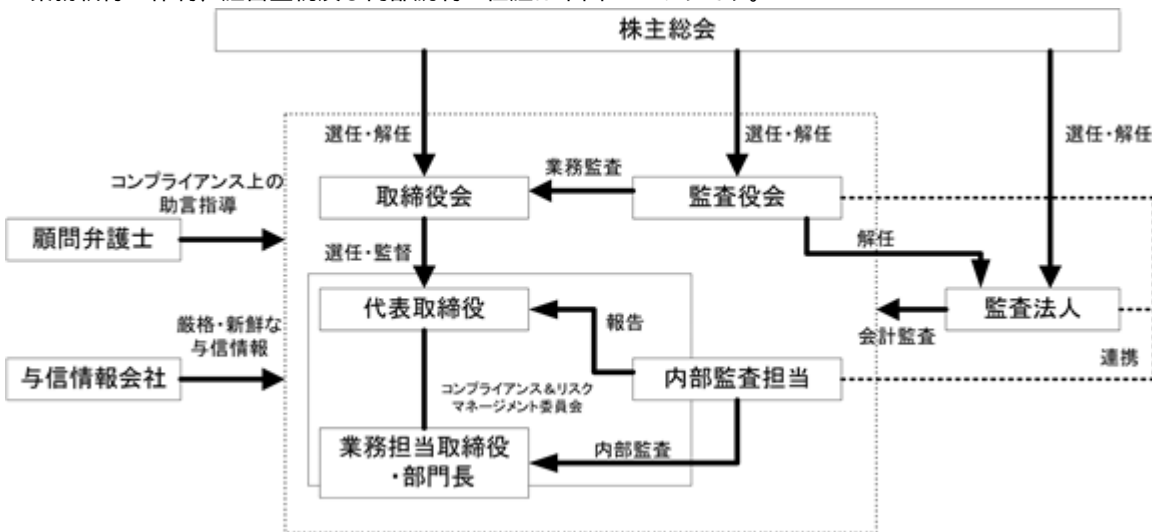 株主総会
選任・解任
選任・解任
選任・解任
コンプライアンス上の
助言指導
業務監査
取締役会
監査役会
顧問弁護士
選任・監督
解任
代表取締役
監査法人
厳格・新鮮な
与信情報
報告
会計監査
連携
与信情報会社
内部監査担当
コンプライアンス&リスク
マネージメント委員会
業務担当取締役
・部門長
内部監査